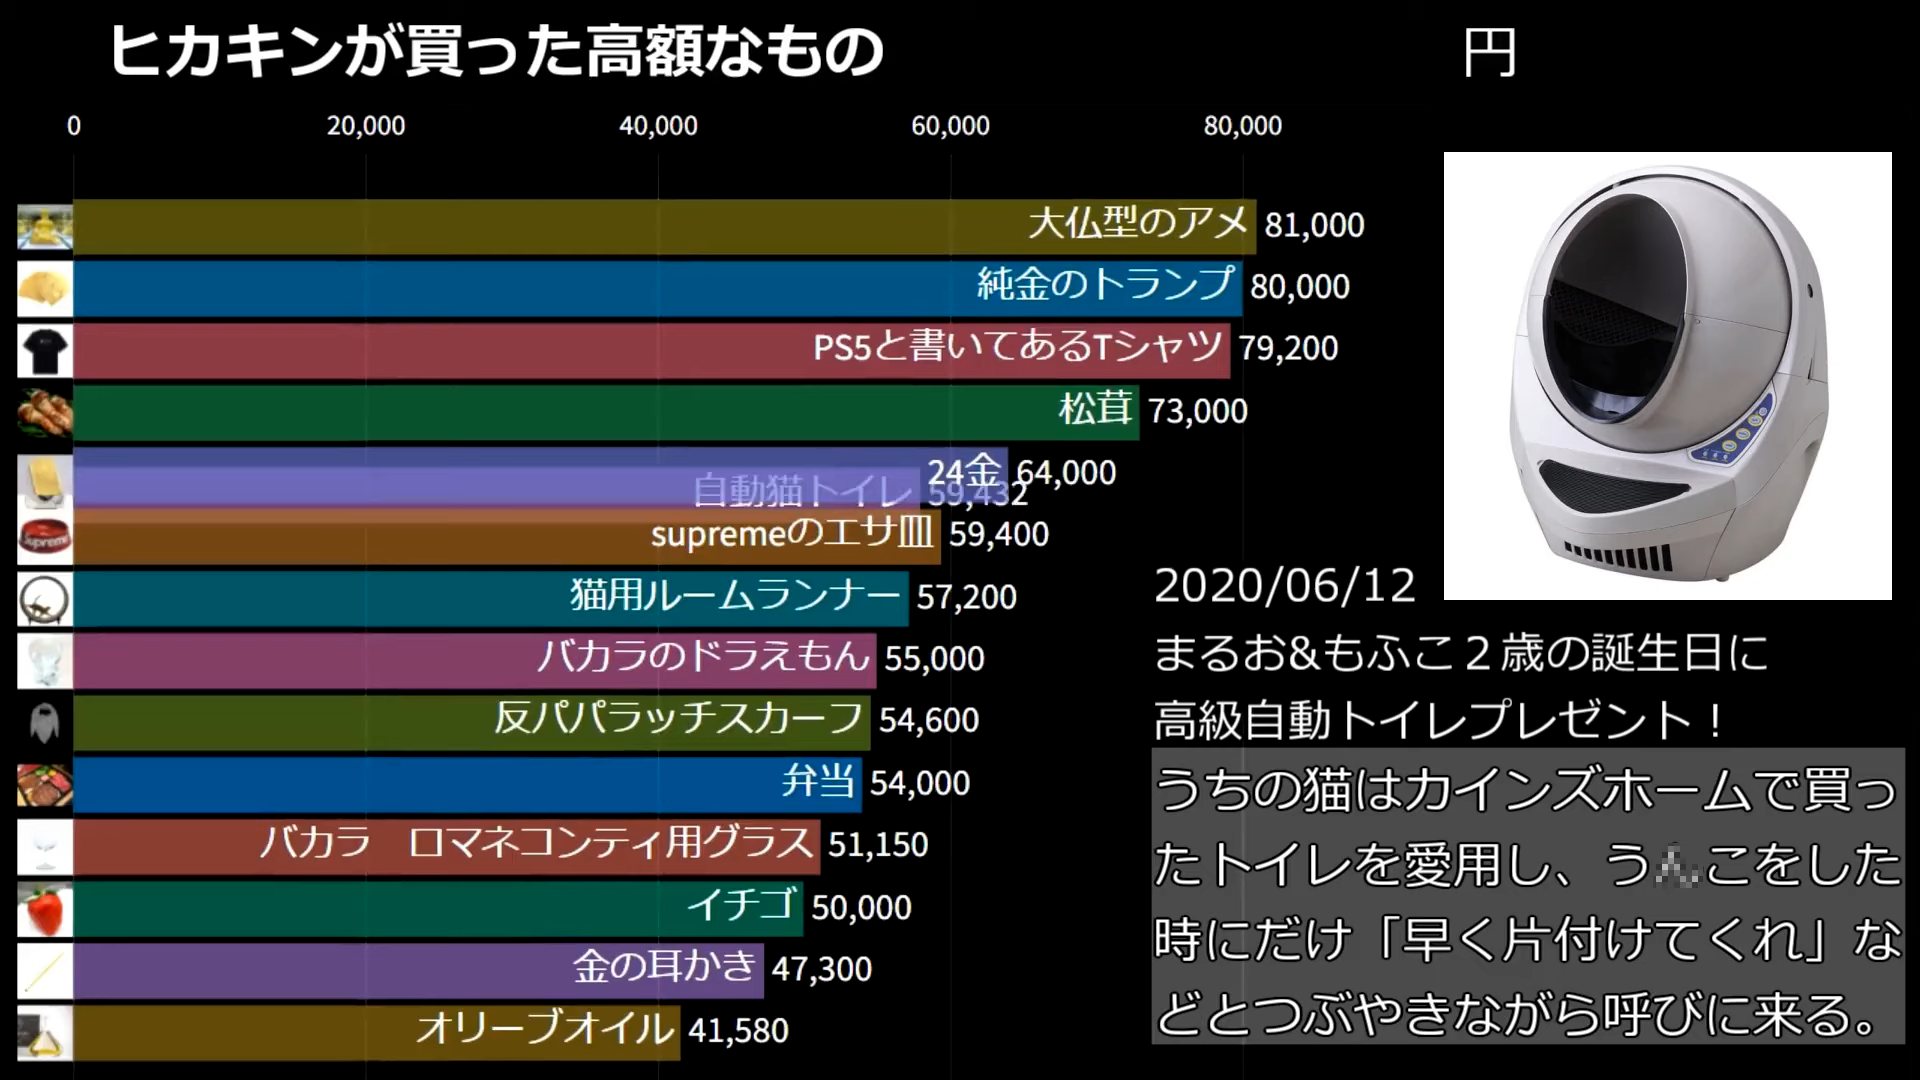 ヒカキンが買った高額なもの
円
0 20,000 40,000 60,000 80,000
大仏型のアメ 81,000
純金のトランプ 80,000
PS5と書いてあるTシャツ 79,200
松茸 73,000
24金 64,000
自動猫トイレ 59,432
supremeのエサ皿 59,400
Supreme
猫用ルームランナー 57,200
バカラのドラえもん 55,000
反パパラッチスカーフ 54,600
弁当 54,000
バカラ　ロマネコンティ用グラス 51,150
イチゴ 50,000
金の耳かき 47,300
オリーブオイル 41,580
2020/06/12
まるお&もふこ２歳の誕生日に
高級自動トイレプレゼント！
うちの猫はカインズホームで買っ
たトイレを愛用し、うんこをした
時にだけ「早く片付けてくれ」な
どとつぶやきながら呼びに来る。